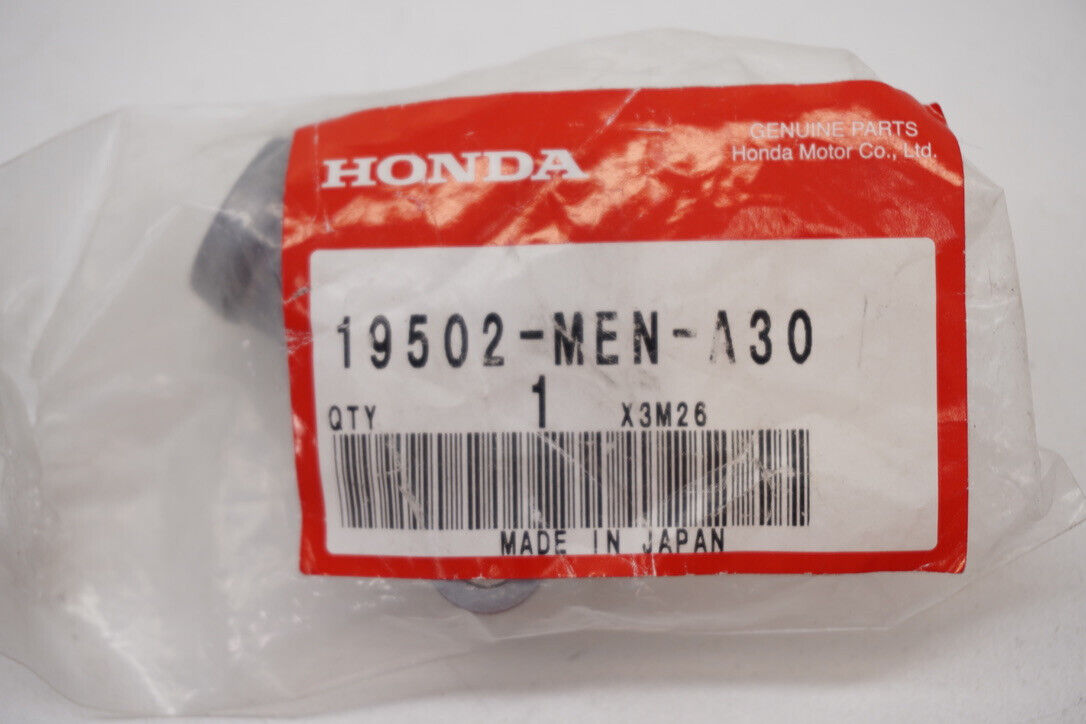 HONDA
GENUINE PARTS
Honda Motor Co., Ltd.
19502-MEN-A30
QTY 1 X3M26
MADE IN JAPAN